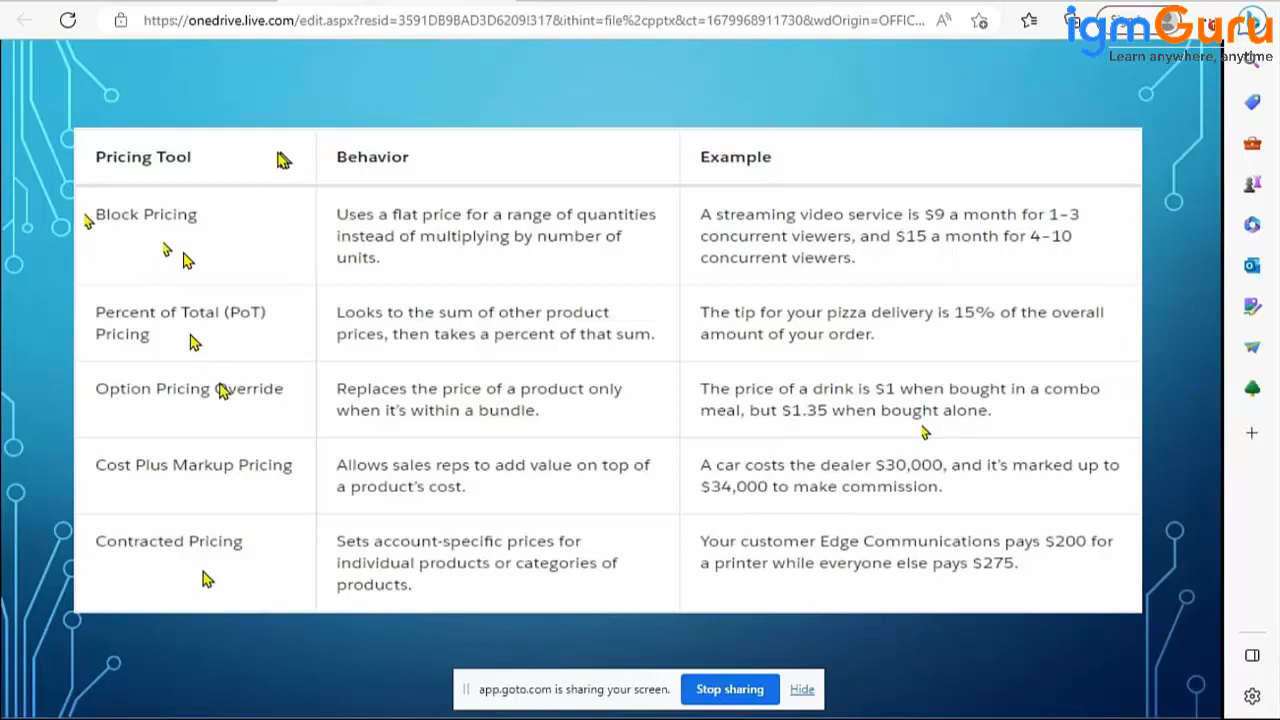 https://onedrive.live.com/edit.aspx?resid=3591DB9BAD3D6209!317&ithint=file%2cpptx&ct=1679968911730&wdOrigin=OFFIC...
igmGuru
Learn anywhere, anytime
Pricing Tool
Behavior
Example
Block Pricing
Uses a flat price for a range of quantities
instead of multiplying by number of
units.
A streaming video service is $9 a month for 1–3
concurrent viewers, and $15 a month for 4–10
concurrent viewers.
Percent of Total (PoT)
Pricing
Looks to the sum of other product
prices, then takes a percent of that sum.
The tip for your pizza delivery is 15% of the overall
amount of your order.
Option Pricing Override
Replaces the price of a product only
when it’s within a bundle.
The price of a drink is $1 when bought in a combo
meal, but $1.35 when bought alone.
Cost Plus Markup Pricing
Allows sales reps to add value on top of
a product’s cost.
A car costs the dealer $30,000, and it’s marked up to
$34,000 to make commission.
Contracted Pricing
Sets account-specific prices for
individual products or categories of
products.
Your customer Edge Communications pays $200 for
a printer while everyone else pays $275.
app.goto.com is sharing your screen.
Stop sharing
Hide